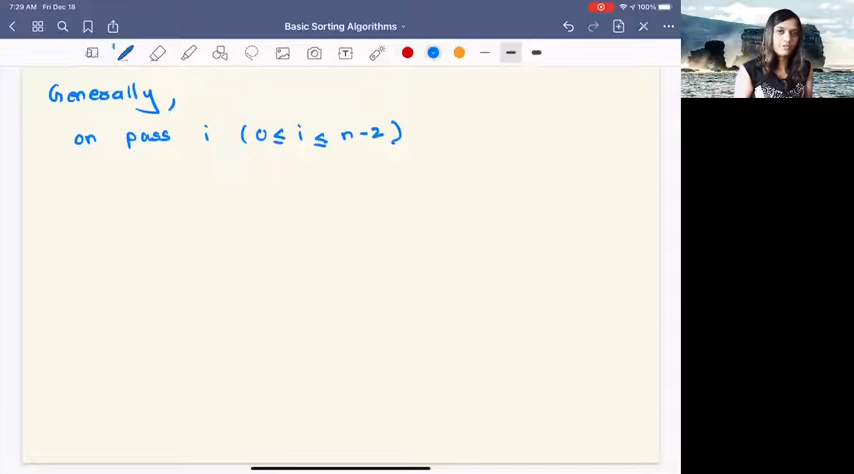 7:29 AM Fri Dec 18
100%
Basic Sorting Algorithms
T
Generally,
on pass i (0 ≤ i ≤ n-2)